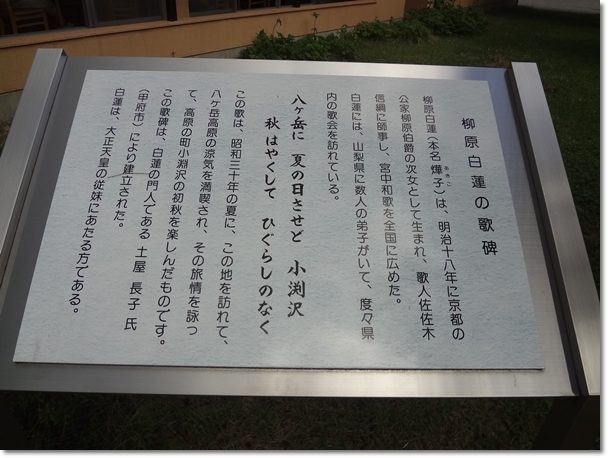 柳原白蓮の歌碑
柳原白蓮(本名 燁子)は、明治十八年に京都の
あきこ
公家柳原伯爵の次女として生まれ、歌人佐佐木
信綱に師事し、宮中和歌を全国に広めた。
白蓮には、山梨県に数人の弟子がいて、度々県
内の歌会を訪れている。
八ヶ岳に 夏の日させど 小渕沢
秋はやくして ひぐらしのなく
この歌は、昭和三十年の夏に、この地を訪れて、
八ヶ岳高原の涼気を満喫され、その旅情を詠っ
て、高原の町小淵沢の初秋を楽しんだものです。
この歌碑は、白蓮の門人である 土屋 長子 氏
(甲府市)により建立された。
白蓮は、大正天皇の従妹にあたる方である。